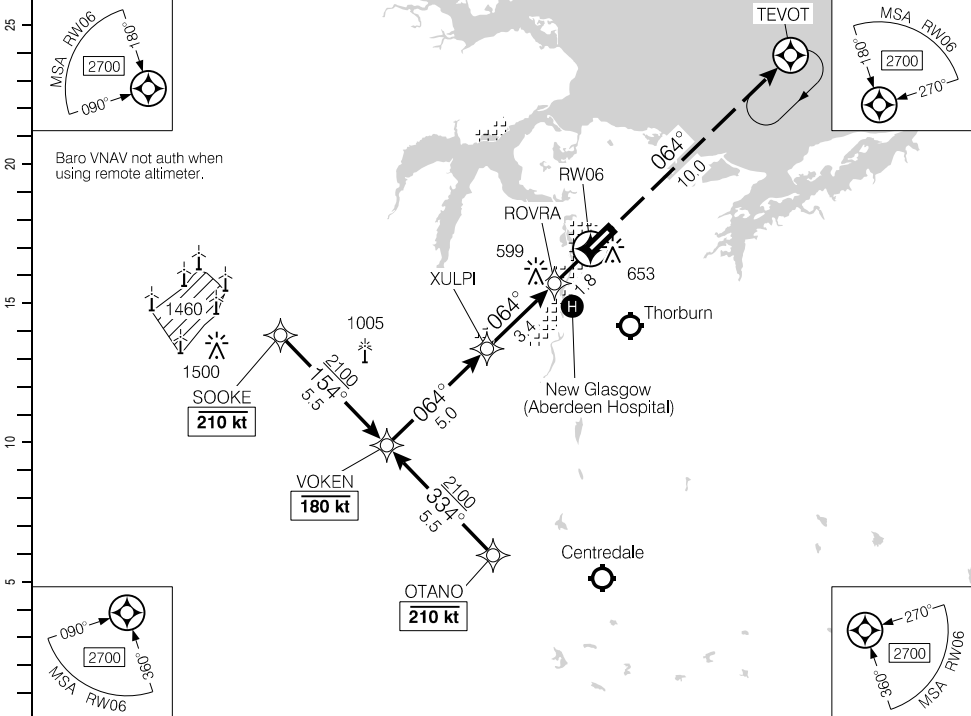 25
20
15
10
5
MSA RW06
180°
2700
090°
TEVOT
MSA RW06
180°
2700
270°
Baro VNAV not auth when
using remote altimeter.
064°
10.0
RW06
ROVRA
599
653
XULPI
1.8
064°
3.4
H
Thorburn
1460
1500
1005
SOOKE
210 kt
2100
154°
5.5
New Glasgow
(Aberdeen Hospital)
064°
5.0
VOKEN
180 kt
2100
334°
5.5
Centredale
OTANO
210 kt
090°
2700
360°
MSA RW06
270°
2700
360°
MSA RW06